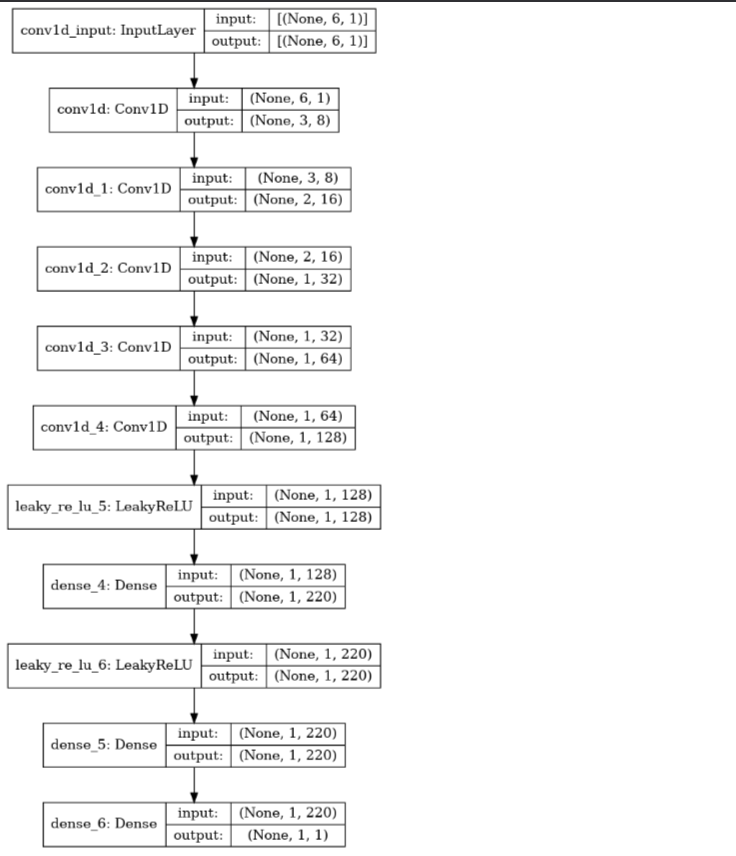 conv1d_input: InputLayer input: [(None, 6, 1)]
output: [(None, 6, 1)]
conv1d: Conv1D input: (None, 6, 1)
output: (None, 3, 8)
conv1d_1: Conv1D input: (None, 3, 8)
output: (None, 2, 16)
conv1d_2: Conv1D input: (None, 2, 16)
output: (None, 1, 32)
conv1d_3: Conv1D input: (None, 1, 32)
output: (None, 1, 64)
conv1d_4: Conv1D input: (None, 1, 64)
output: (None, 1, 128)
leaky_re_lu_5: LeakyReLU input: (None, 1, 128)
output: (None, 1, 128)
dense_4: Dense input: (None, 1, 128)
output: (None, 1, 220)
leaky_re_lu_6: LeakyReLU input: (None, 1, 220)
output: (None, 1, 220)
dense_5: Dense input: (None, 1, 220)
output: (None, 1, 220)
dense_6: Dense input: (None, 1, 220)
output: (None, 1, 1)